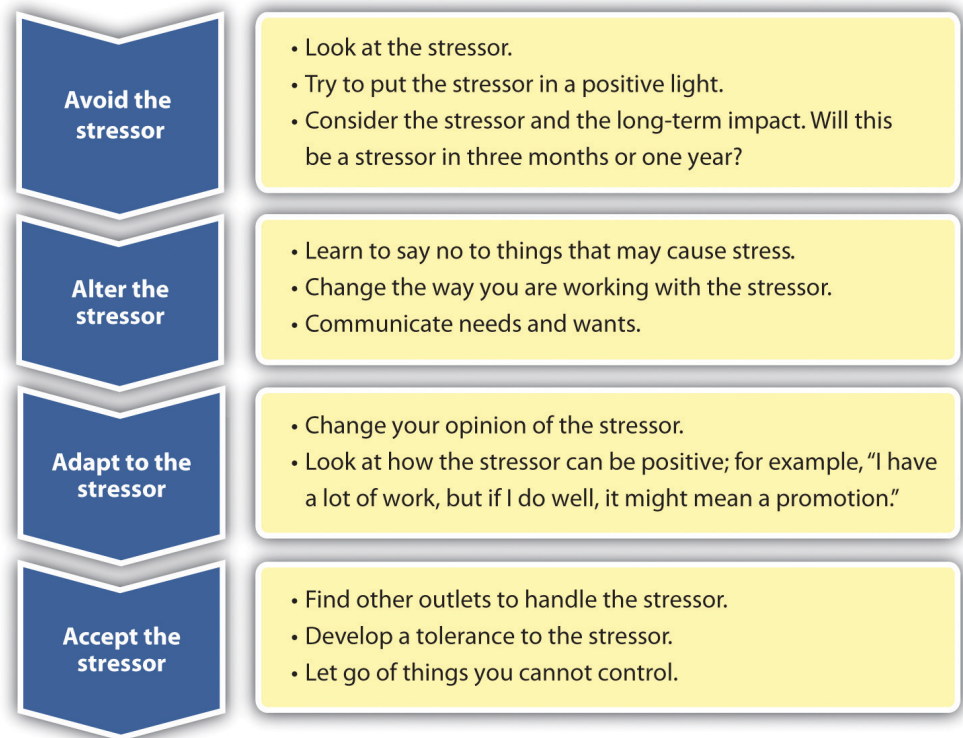 Avoid the
stressor
• Look at the stressor.
• Try to put the stressor in a positive light.
• Consider the stressor and the long-term impact. Will this
be a stressor in three months or one year?
Alter the
stressor
• Learn to say no to things that may cause stress.
• Change the way you are working with the stressor.
• Communicate needs and wants.
Adapt to the
stressor
• Change your opinion of the stressor.
• Look at how the stressor can be positive; for example, “I have
a lot of work, but if I do well, it might mean a promotion.”
Accept the
stressor
• Find other outlets to handle the stressor.
• Develop a tolerance to the stressor.
• Let go of things you cannot control.